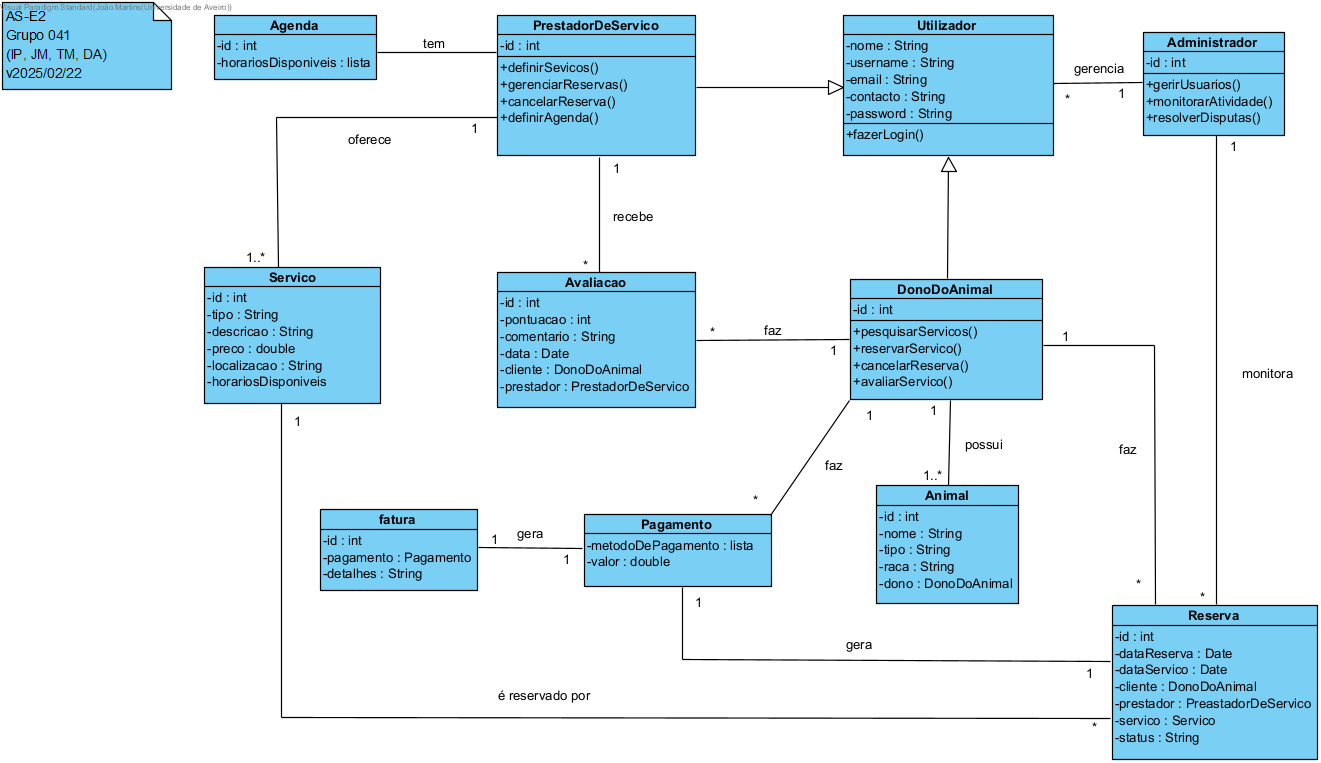 Visual Paradigm Standard(João Martins(Universidade de Aveiro))
AS-E2
Grupo 041
(IP, JM, TM, DA)
v2025/02/22
Agenda
-id : int
-horariosDisponiveis : lista
tem
PrestadorDeServico
-id : int
+definirSevicos()
+gerenciarReservas()
+cancelarReserva()
+definirAgenda()
Utilizador
-nome : String
-username : String
-email : String
-contacto : String
-password : String
+fazerLogin()
gerencia
*
1
Administrador
-id : int
+gerirUsuarios()
+monitorarAtividade()
+resolverDisputas()
1
oferece
1
1..*
1
recebe
*
Servico
-id : int
-tipo : String
-descricao : String
-preco : double
-localizacao : String
-horariosDisponiveis
1
Avaliacao
-id : int
-pontuacao : int
-comentario : String
-data : Date
-cliente : DonoDoAnimal
-prestador : PrestadorDeServico
*
faz
1
DonoDoAnimal
-id : int
+pesquisarServicos()
+reservarServico()
+cancelarReserva()
+avaliarServico()
1
monitora
1
faz
*
1
possui
1..*
faz
*
*
fatura
-id : int
-pagamento : Pagamento
-detalhes : String
1
gera
1
Pagamento
-metodoDePagamento : lista
-valor : double
1
Animal
-id : int
-nome : String
-tipo : String
-raca : String
-dono : DonoDoAnimal
gera
1
é reservado por
*
Reserva
-id : int
-dataReserva : Date
-dataServico : Date
-cliente : DonoDoAnimal
-prestador : PreastadorDeServico
-servico : Servico
-status : String